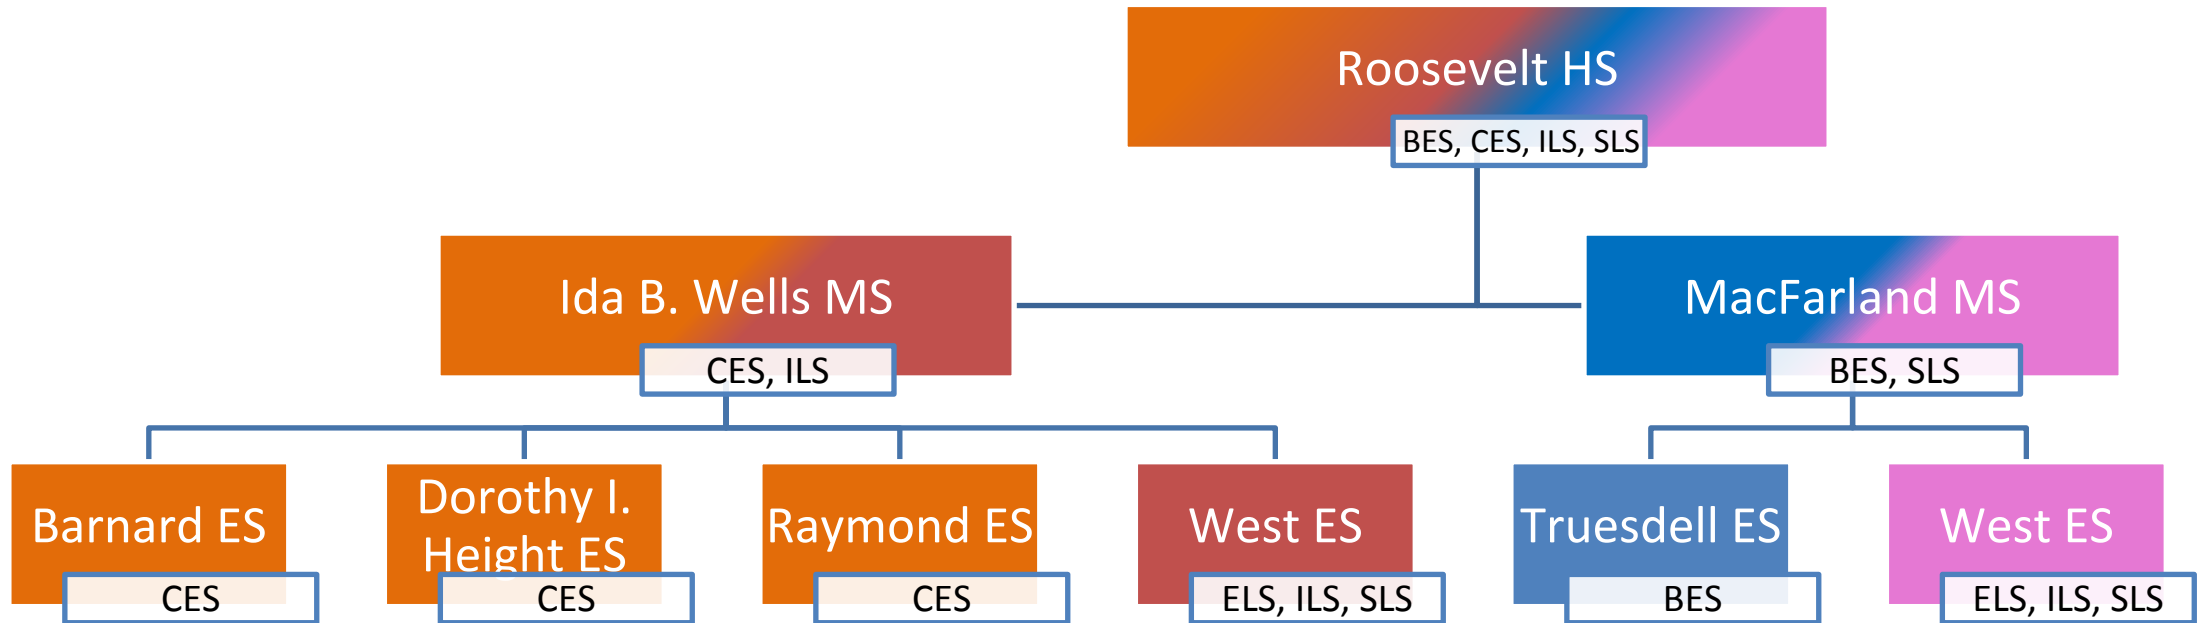 Roosevelt HS
BES, CES, ILS, SLS
Ida B. Wells MS
CES, ILS
MacFarland MS
BES, SLS
Barnard ES
CES
Dorothy I.
Height ES
CES
Raymond ES
CES
West ES
ELS, ILS, SLS
Truesdell ES
BES
West ES
ELS, ILS, SLS